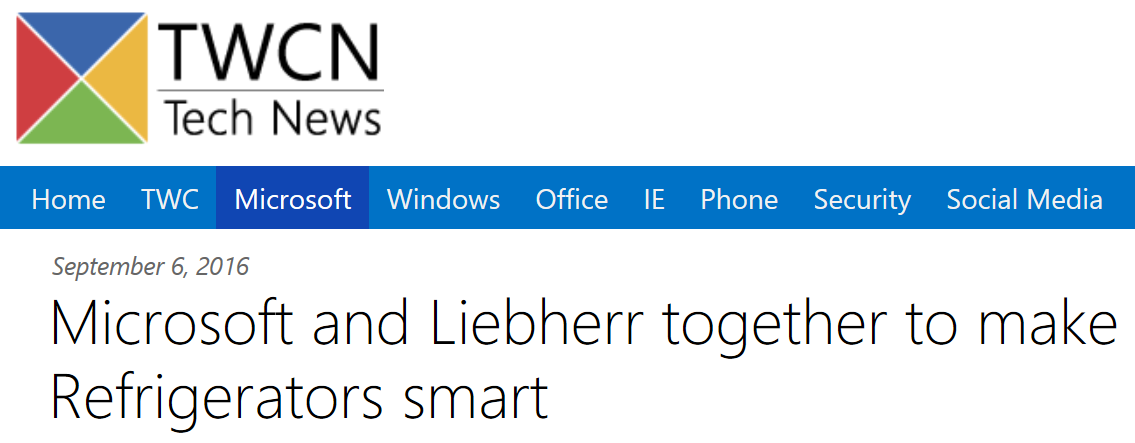 TWCN
Tech News
Home TWC Microsoft Windows Office IE Phone Security Social Media
September 6, 2016
Microsoft and Liebherr together to make
Refrigerators smart